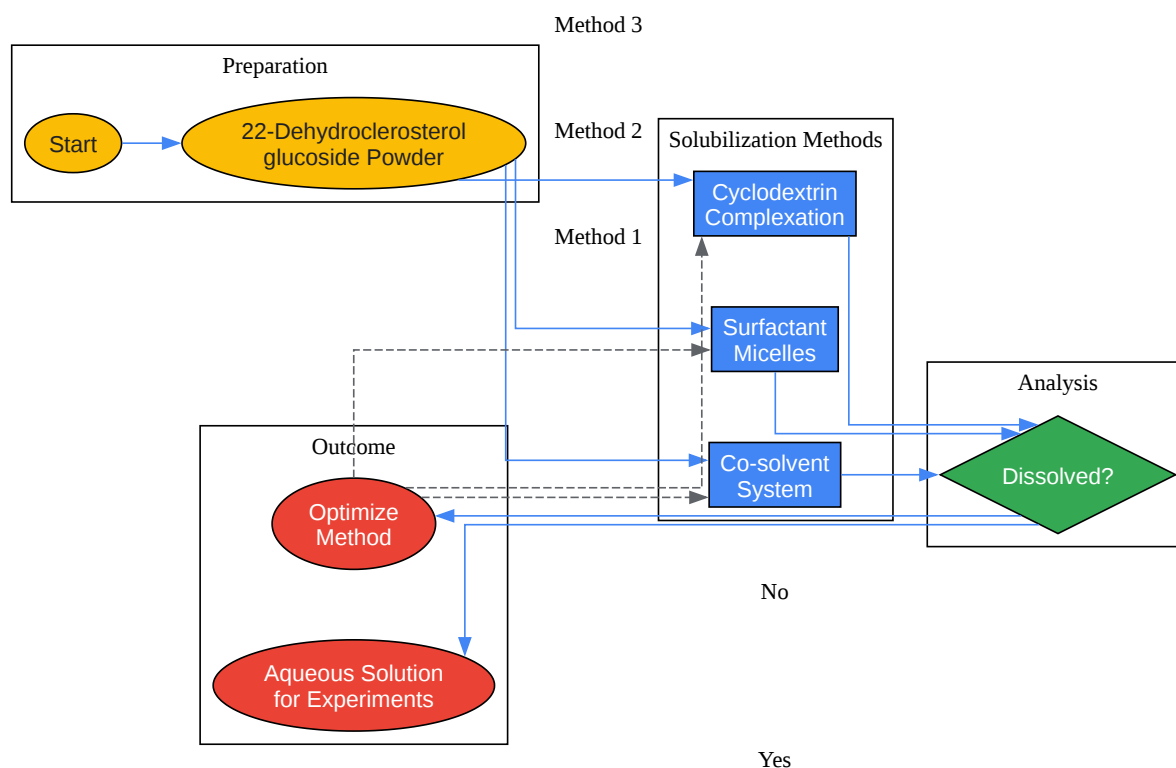 Method 3
Preparation
Start
22-Dehydroclerosterol
glucoside Powder
Method 2
Method 1
Solubilization Methods
Cyclodextrin
Complexation
Surfactant
Micelles
Co-solvent
System
Analysis
Dissolved?
Outcome
Optimize
Method
Aqueous Solution
for Experiments
No
Yes